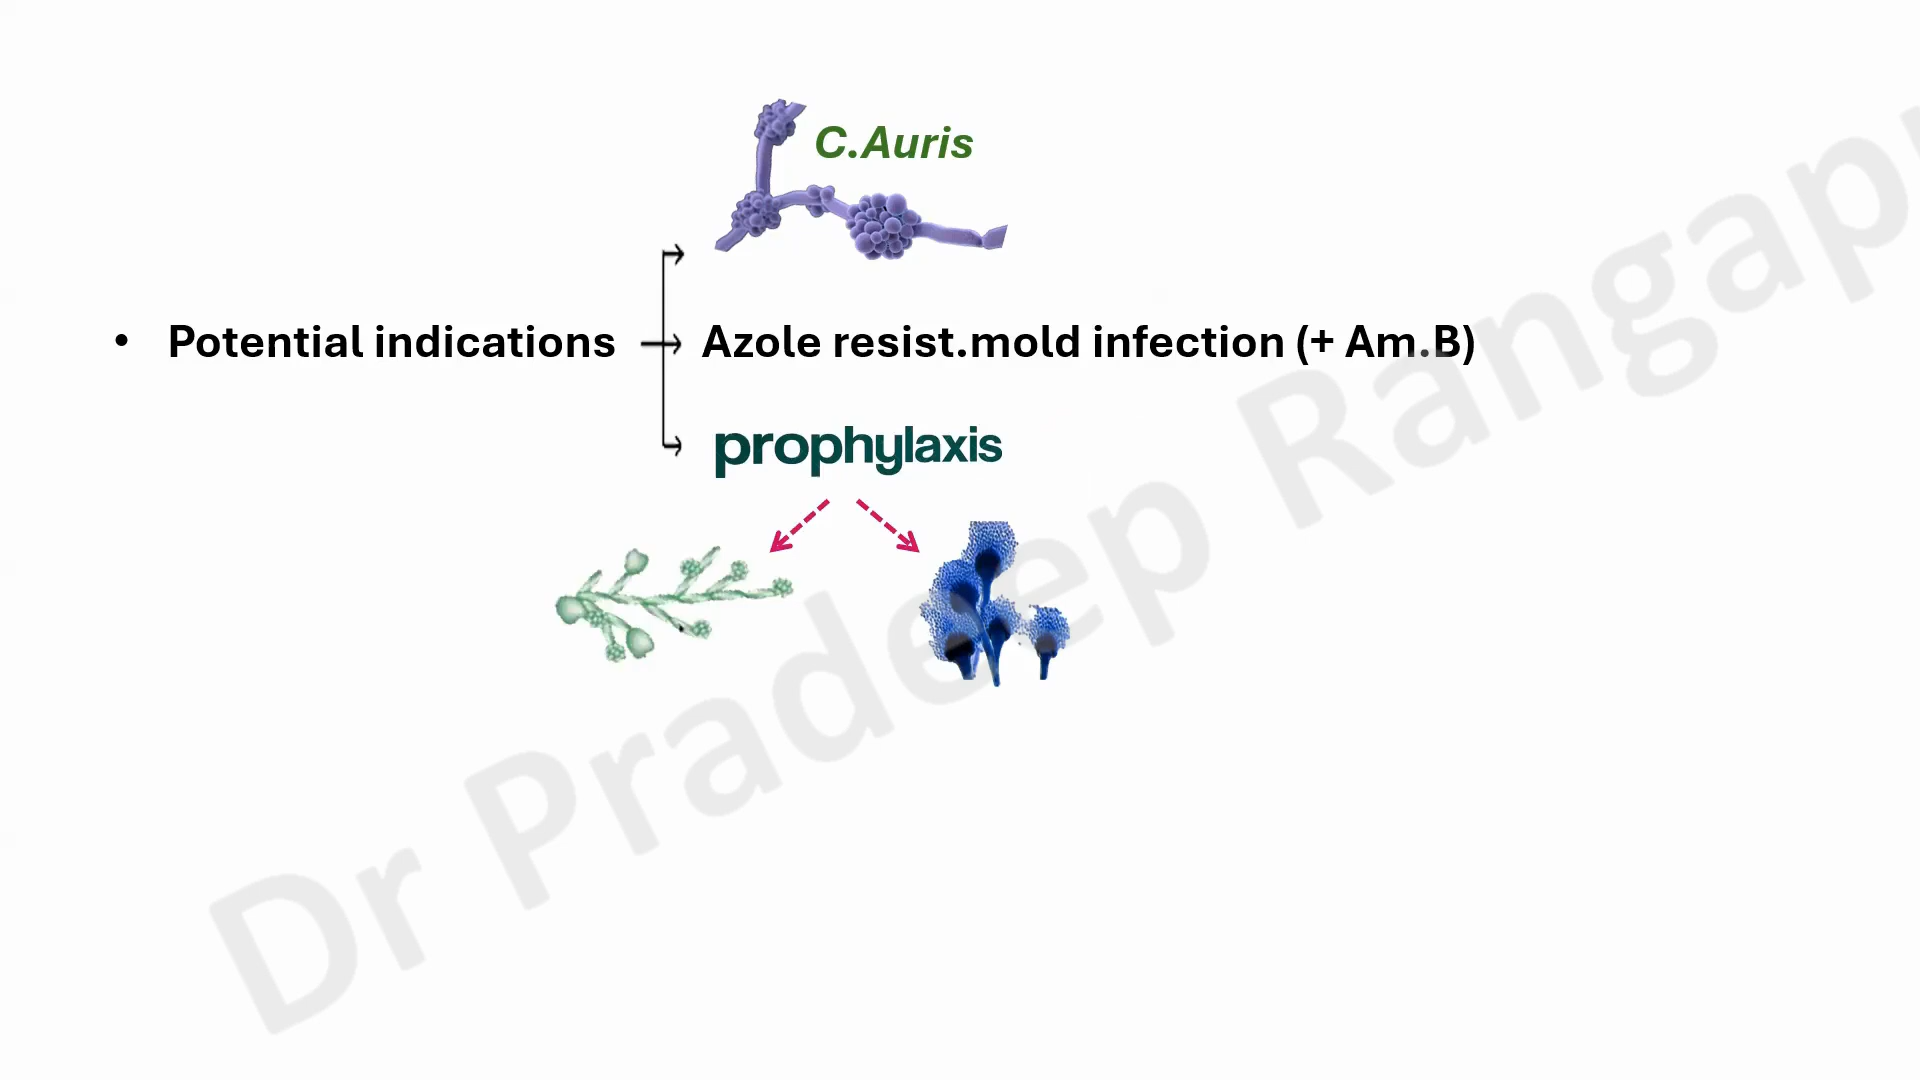 C.Auris
• Potential indications
Azole resist.mold infection (+ Am.B)
prophylaxis
Dr Pradeep Rangap